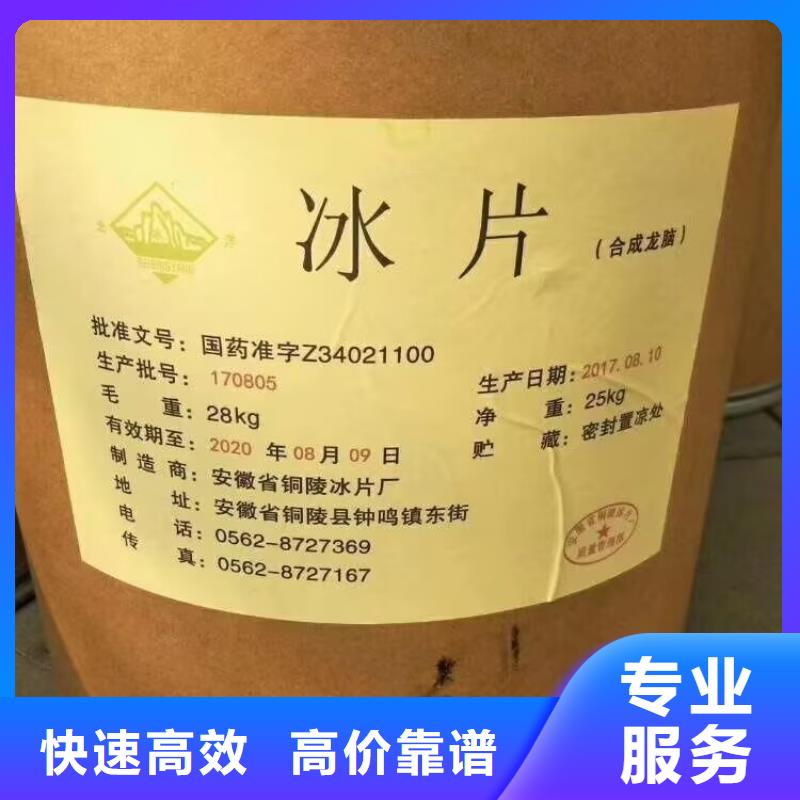 冰片
(合成龙脑)
批准文号:国药准字Z34021100
生产批号:170805
生产日期:2017.08.10
毛 重:28kg
净 重:25kg
有效期至:2020 年 08 月 09 日
贮 藏:密封置凉处
制造商:安徽省铜陵冰片厂
地 址:安徽省铜陵县钟鸣镇东街
电 话:0562-8727369
传 真:0562-8727167
快速高效 高价靠谱
专业
服务